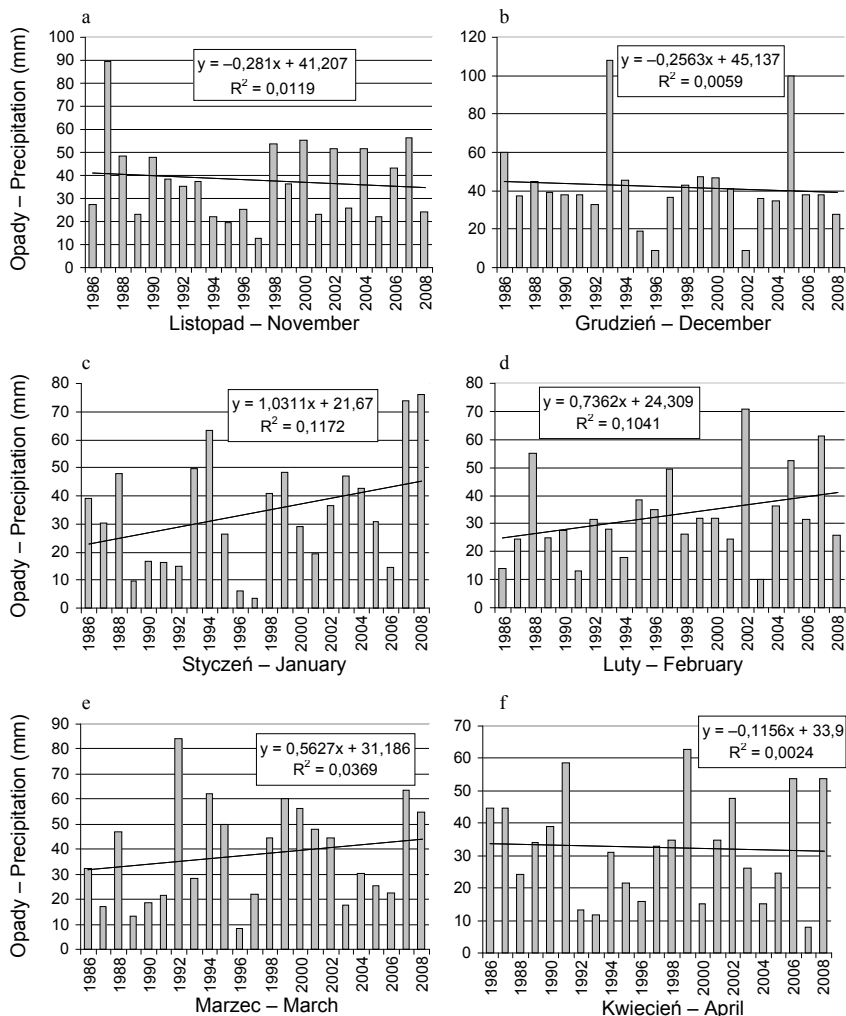 a
Opady – Precipitation (mm)
100
90
80
70
60
50
40
30
20
10
0
y = –0,281x + 41,207
R² = 0,0119
1986 1988 1990 1992 1994 1996 1998 2000 2002 2004 2006 2008
Listopad – November
b
120
100
80
60
40
20
0
y = –0,2563x + 45,137
R² = 0,0059
1986 1988 1990 1992 1994 1996 1998 2000 2002 2004 2006 2008
Grudzień – December
c
Opady – Precipitation (mm)
80
70
60
50
40
30
20
10
0
y = 1,0311x + 21,67
R² = 0,1172
1986 1988 1990 1992 1994 1996 1998 2000 2002 2004 2006 2008
Styczeń – January
d
80
70
60
50
40
30
20
10
0
y = 0,7362x + 24,309
R² = 0,1041
1986 1988 1990 1992 1994 1996 1998 2000 2002 2004 2006 2008
Luty – February
e
Opady – Precipitation (mm)
90
80
70
60
50
40
30
20
10
0
y = 0,5627x + 31,186
R² = 0,0369
1986 1988 1990 1992 1994 1996 1998 2000 2002 2004 2006 2008
Marzec – March
f
70
60
50
40
30
20
10
0
y = –0,1156x + 33,9
R² = 0,0024
1986 1988 1990 1992 1994 1996 1998 2000 2002 2004 2006 2008
Kwiecień – April